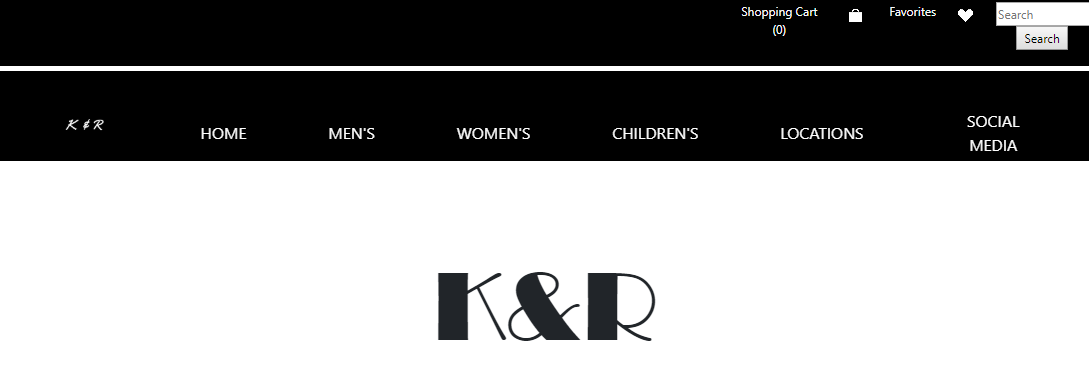 Shopping Cart
(0)
Favorites
Search
Search
K & R
HOME
MEN'S
WOMEN'S
CHILDREN'S
LOCATIONS
SOCIAL
MEDIA
K&R